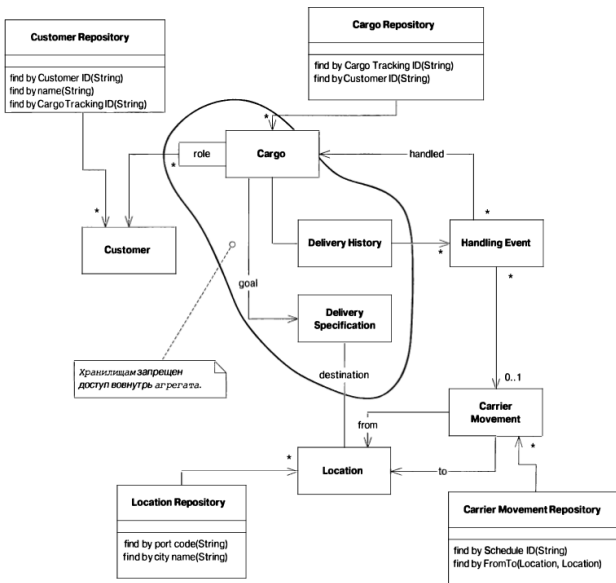 Cargo Repository
find by Cargo Tracking ID(String)
find by Customer ID(String)
Customer Repository
find by Customer ID(String)
find by name(String)
find by Cargo Tracking ID(String)
*
role
*
Cargo
handled
*
*
Customer
Delivery History
*
Handling Event
*
goal
Delivery
Specification
Хранилищам запрещен
доступ вовнутрь агрегата.
destination
0..1
Carrier
Movement
from
*
*
Location
to
Location Repository
find by port code(String)
find by city name(String)
Carrier Movement Repository
find by Schedule ID(String)
find by FromTo(Location, Location)